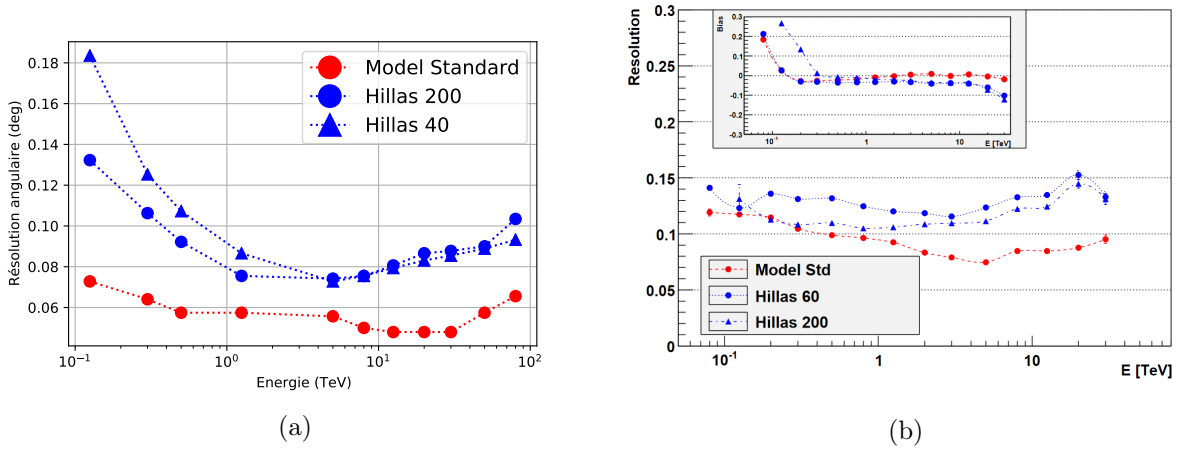 0.18
0.16
0.14
0.12
0.10
0.08
0.06
Résolution angulaire (deg)
Model Standard
Hillas 200
Hillas 40
10⁻¹ 10⁰ 10¹ 10²
Energie (TeV)
(a)
Resolution
0.3
0.25
0.2
0.15
0.1
0.05
0
Bias
0.3
0.2
0.1
0
-0.1
-0.2
-0.3
10⁻¹ 1 10
E [TeV]
Model Std
Hillas 60
Hillas 200
10⁻¹ 1 10
E [TeV]
(b)